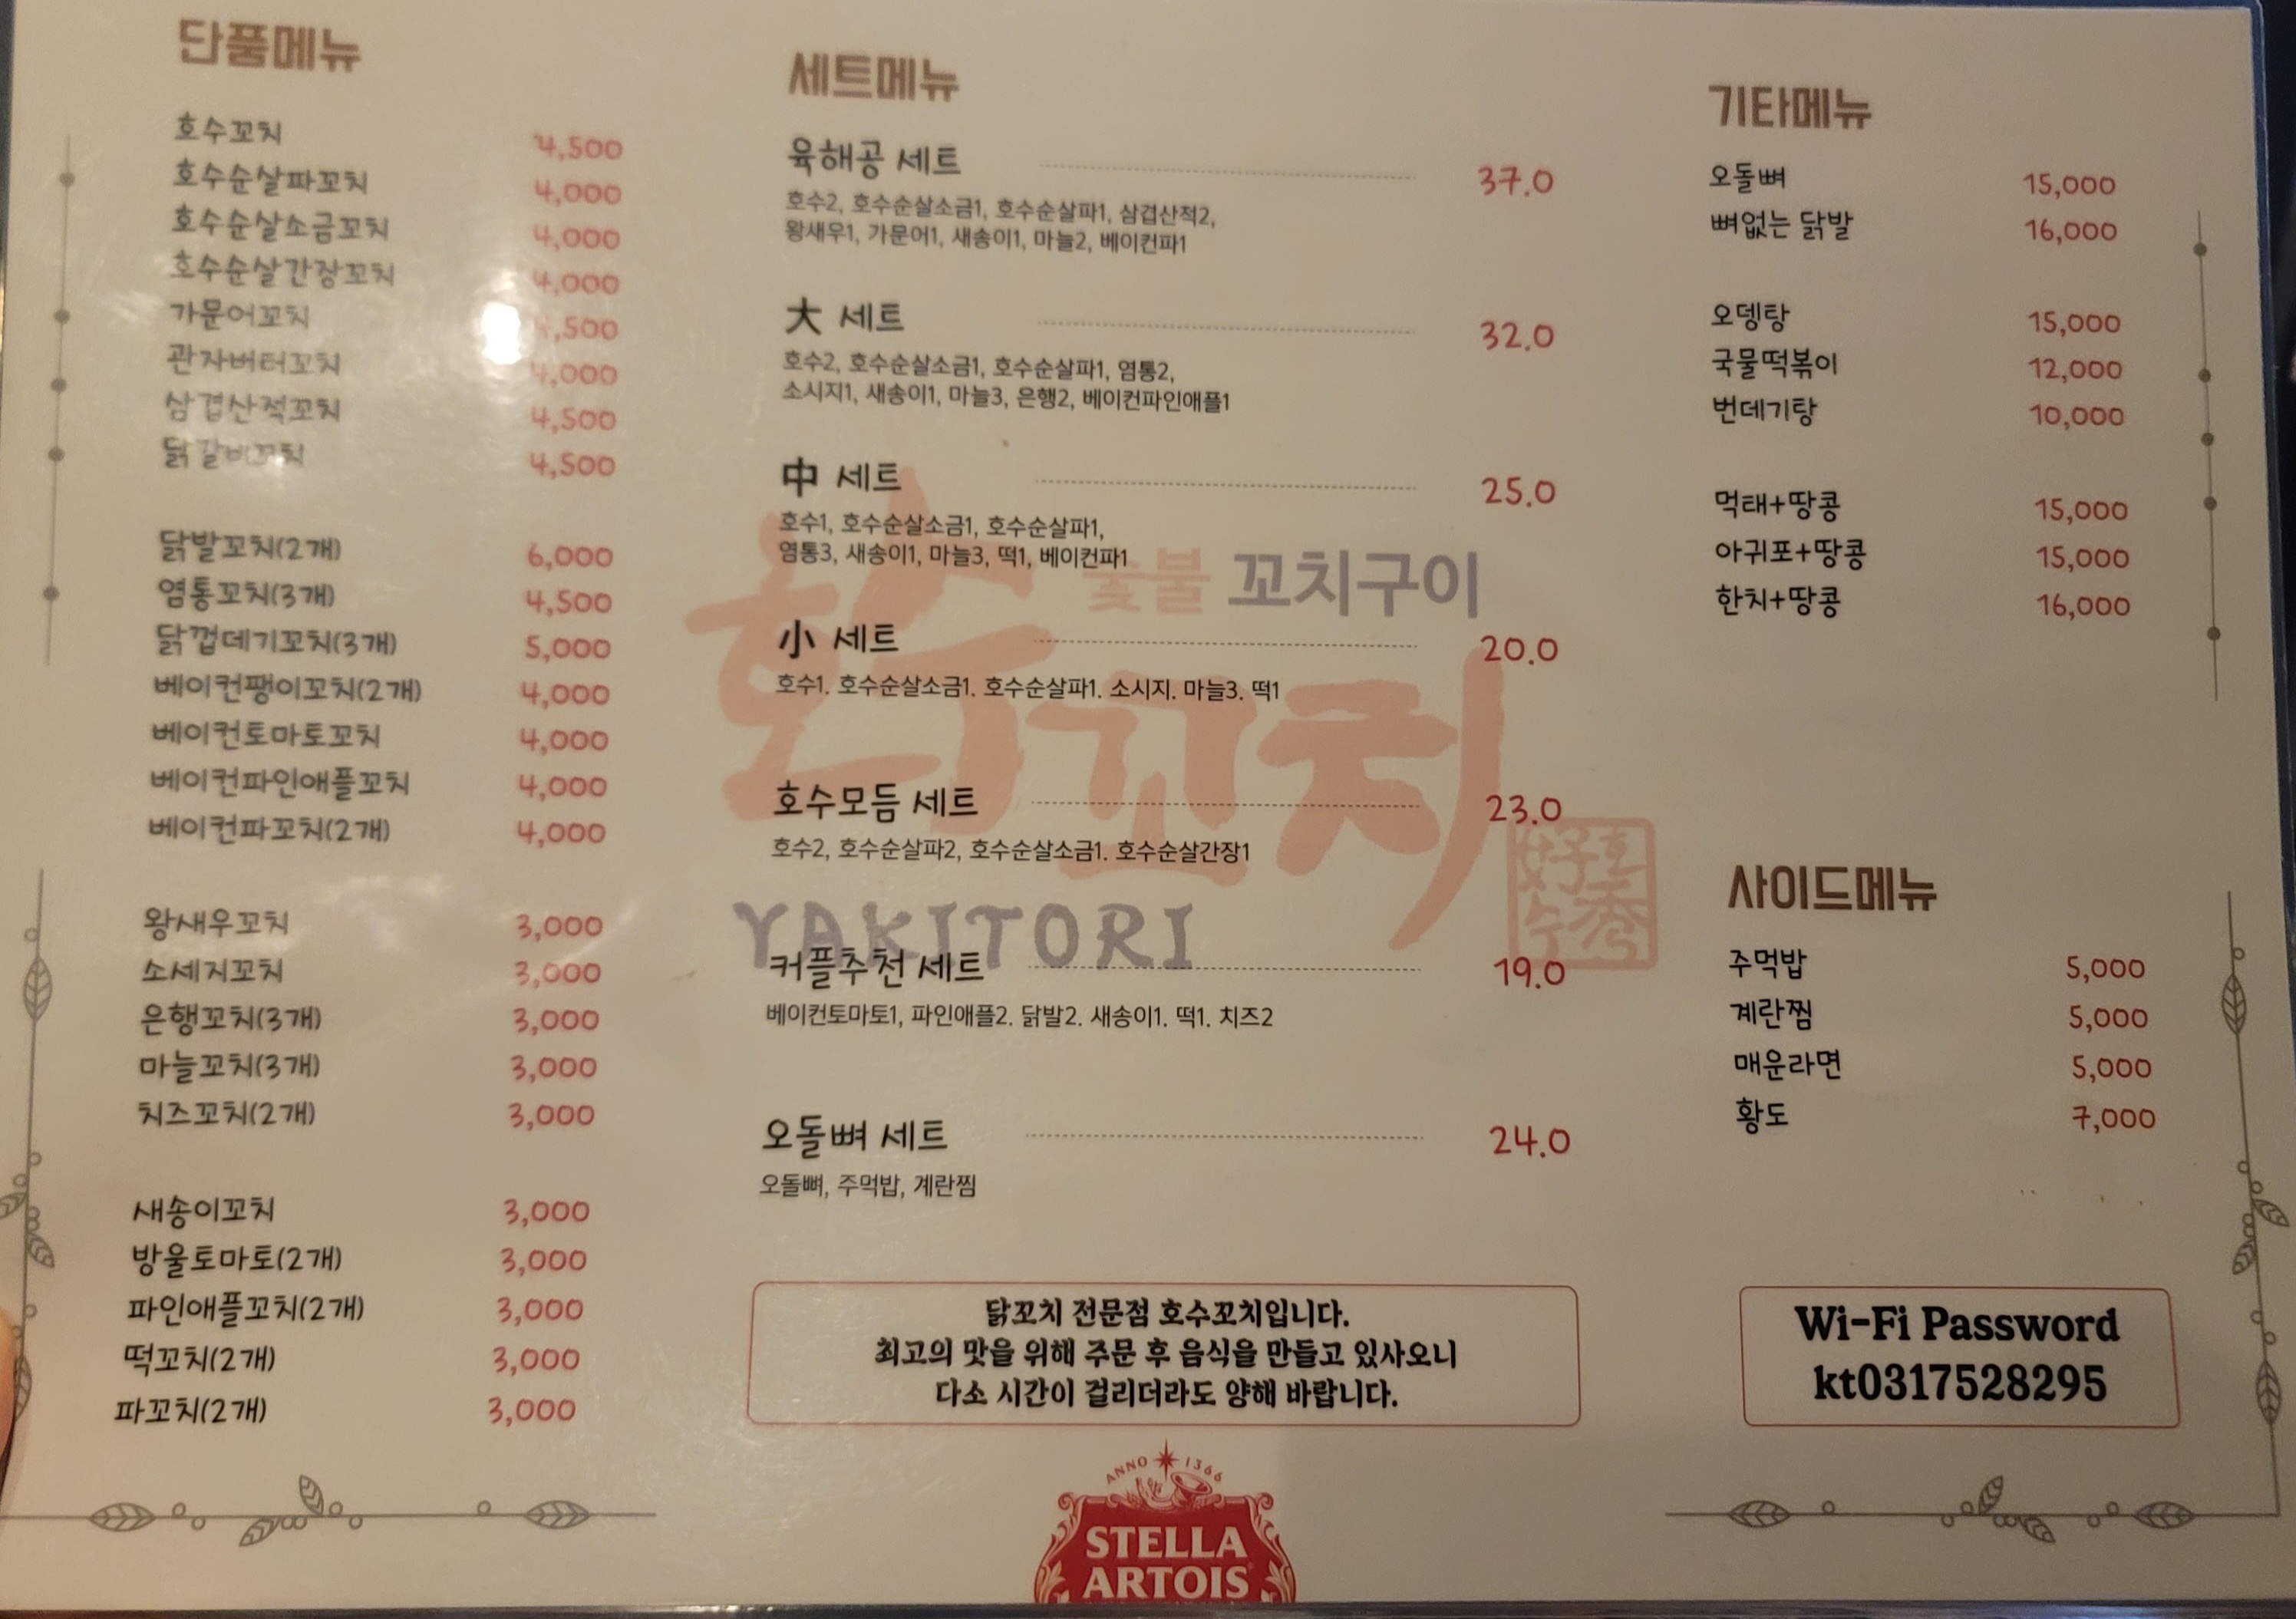 단품메뉴
호수꼬치 4,500
호수순살파꼬치 4,000
호수순살소금꼬치 4,000
호수순살간장꼬치 4,000
가문어꼬치 ,500
관자버터꼬치 4,000
삼겹산적꼬치 4,500
닭갈비꼬치 4,500
닭발꼬치(2개) 6,000
염통꼬치(3개) 4,500
닭껍데기꼬치(3개) 5,000
베이컨팽이꼬치(2개) 4,000
베이컨토마토꼬치 4,000
베이컨파인애플꼬치 4,000
베이컨파꼬치(2개) 4,000
왕새우꼬치 3,000
소세지꼬치 3,000
은행꼬치(3개) 3,000
마늘꼬치(3개) 3,000
치즈꼬치(2개) 3,000
새송이꼬치 3,000
방울토마토(2개) 3,000
파인애플꼬치(2개) 3,000
떡꼬치(2개) 3,000
파꼬치(2개) 3,000
세트메뉴
육해공 세트 37.0
호수2, 호수순살소금1, 호수순살파1, 삼겹산적2,
왕새우1, 가문어1, 새송이1, 마늘2, 베이컨파1
大 세트 32.0
호수2, 호수순살소금1, 호수순살파1, 염통2,
소시지1, 새송이1, 마늘3, 은행2, 베이컨파인애플1
中 세트 25.0
호수1, 호수순살소금1, 호수순살파1,
염통3, 새송이1, 마늘3, 떡1, 베이컨파1
숯불 꼬치구이
小 세트 20.0
호수1. 호수순살소금1. 호수순살파1. 소시지. 마늘3. 떡1
호수꼬치
호수모듬 세트 23.0
호수2, 호수순살파2, 호수순살소금1. 호수순살간장1
好호
수秀
YAKITORI
커플추천 세트 19.0
베이컨토마토1, 파인애플2. 닭발2. 새송이1. 떡1. 치즈2
오돌뼈 세트 24.0
오돌뼈, 주먹밥, 계란찜
닭꼬치 전문점 호수꼬치입니다.
최고의 맛을 위해 주문 후 음식을 만들고 있사오니
다소 시간이 걸리더라도 양해 바랍니다.
ANNO 1366
STELLA
ARTOIS
기타메뉴
오돌뼈 15,000
뼈없는 닭발 16,000
오뎅탕 15,000
국물떡볶이 12,000
번데기탕 10,000
먹태+땅콩 15,000
아귀포+땅콩 15,000
한치+땅콩 16,000
사이드메뉴
주먹밥 5,000
계란찜 5,000
매운라면 5,000
황도 7,000
Wi-Fi Password
kt0317528295